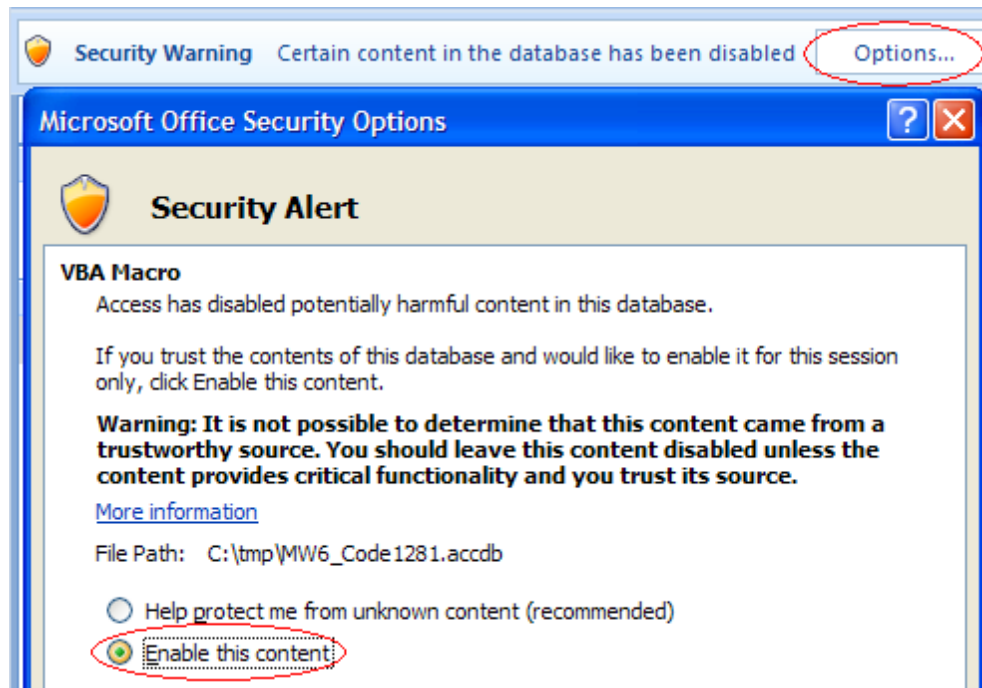 Security Warning Certain content in the database has been disabled Options...
Microsoft Office Security Options
Security Alert
VBA Macro
Access has disabled potentially harmful content in this database.
If you trust the contents of this database and would like to enable it for this session
only, click Enable this content.
Warning: It is not possible to determine that this content came from a
trustworthy source. You should leave this content disabled unless the
content provides critical functionality and you trust its source.
More information
File Path: C:\tmp\MW6_Code1281.accdb
Help protect me from unknown content (recommended)
Enable this content